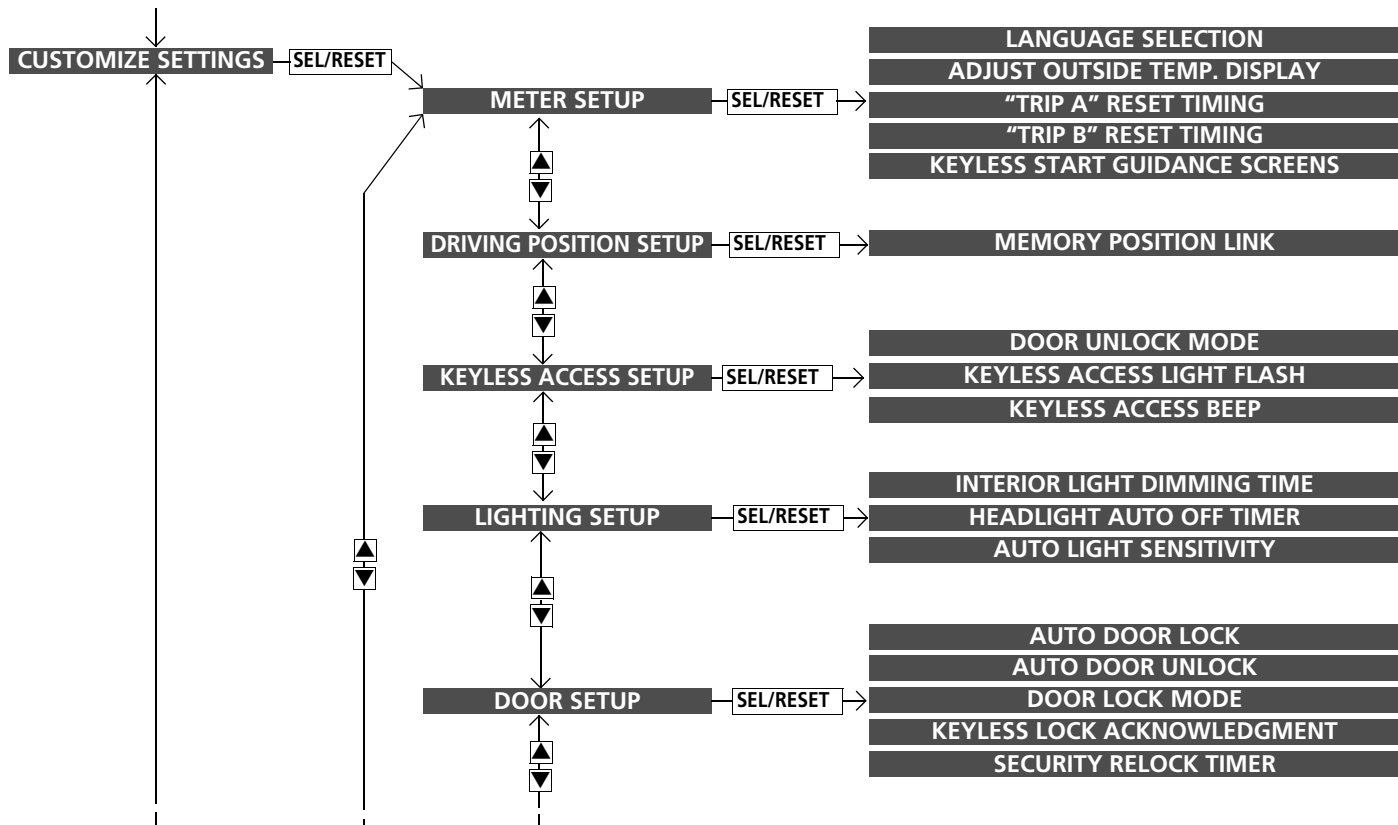 CUSTOMIZE SETTINGS
SEL/RESET
METER SETUP
SEL/RESET
LANGUAGE SELECTION
ADJUST OUTSIDE TEMP. DISPLAY
“TRIP A” RESET TIMING
“TRIP B” RESET TIMING
KEYLESS START GUIDANCE SCREENS
DRIVING POSITION SETUP
SEL/RESET
MEMORY POSITION LINK
KEYLESS ACCESS SETUP
SEL/RESET
DOOR UNLOCK MODE
KEYLESS ACCESS LIGHT FLASH
KEYLESS ACCESS BEEP
LIGHTING SETUP
SEL/RESET
INTERIOR LIGHT DIMMING TIME
HEADLIGHT AUTO OFF TIMER
AUTO LIGHT SENSITIVITY
DOOR SETUP
SEL/RESET
AUTO DOOR LOCK
AUTO DOOR UNLOCK
DOOR LOCK MODE
KEYLESS LOCK ACKNOWLEDGMENT
SECURITY RELOCK TIMER